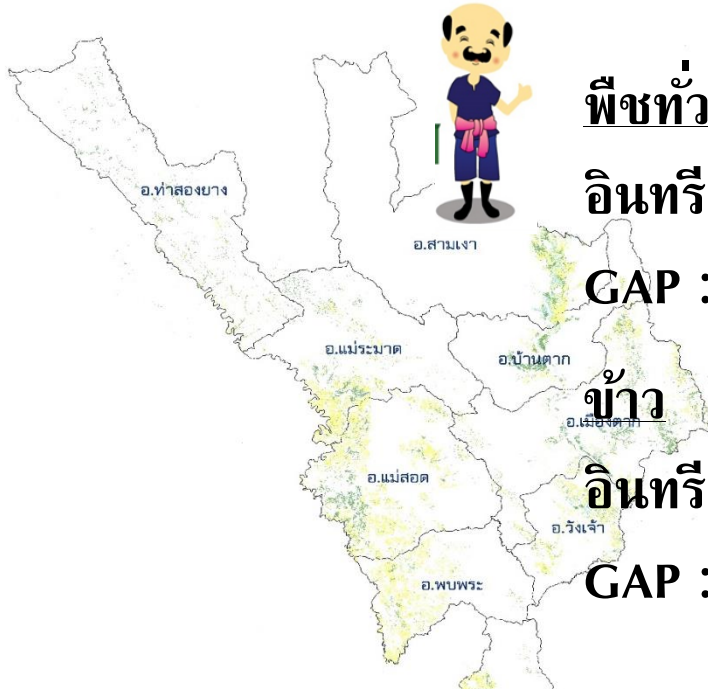 พืชทั่ว
อ.ท่าสองยาง
อินทรี
อ.สามเงา
GAP :
อ.แม่ระมาด
อ.บ้านตาก
ข้าว
อ.เมืองตาก
อ.แม่สอด
อินทรี
อ.วังเจ้า
อ.พบพระ
GAP :